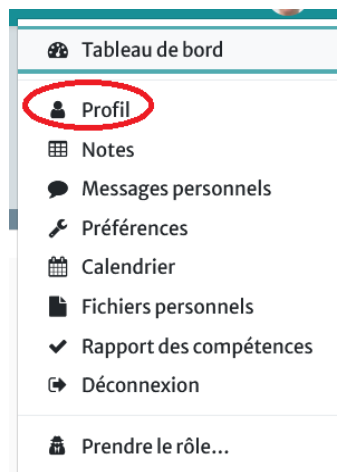 Tableau de bord
Profil
Notes
Messages personnels
Préférences
Calendrier
Fichiers personnels
Rapport des compétences
Déconnexion
Prendre le rôle...